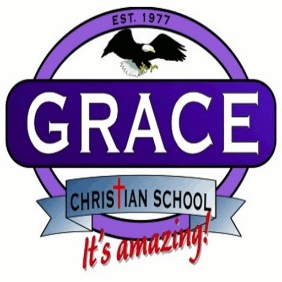 EST. 1977
GRACE
CHRISTIAN SCHOOL
It's amazing!